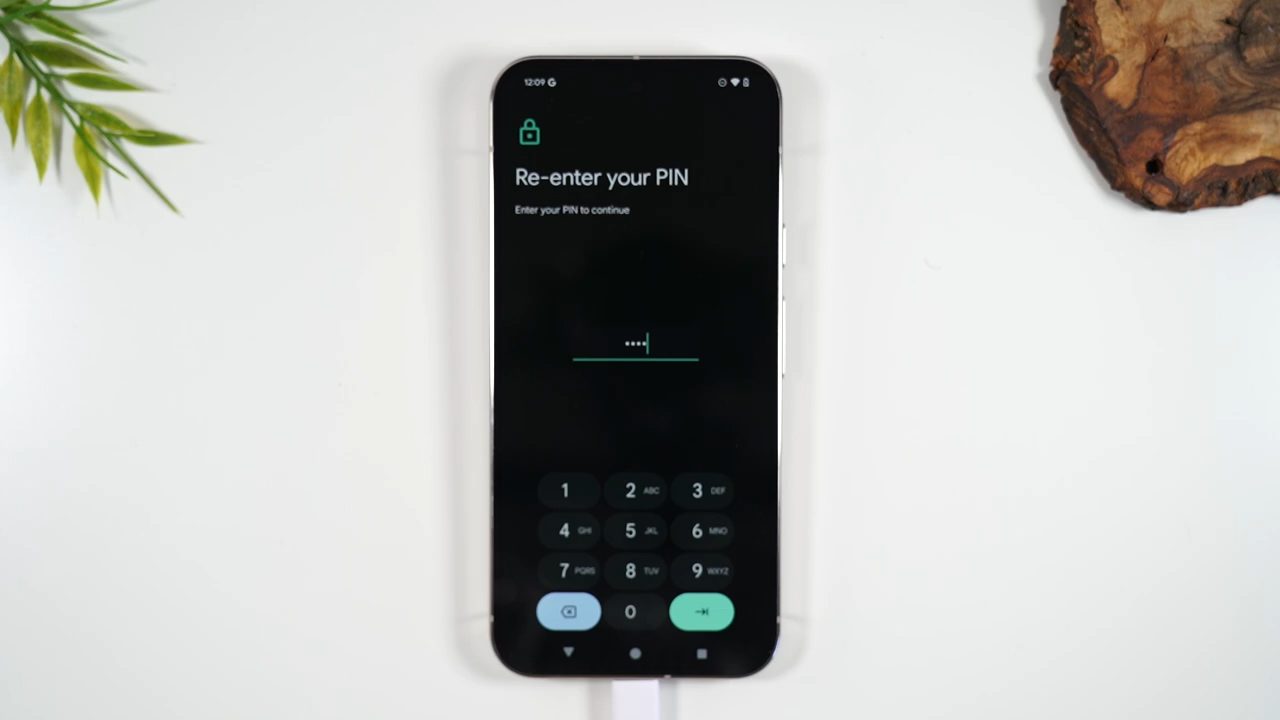 12:09 G
Re-enter your PIN
Enter your PIN to continue
1
2 ABC
3 DEF
4 GHI
5 JKL
6 MNO
7 PQRS
8 TUV
9 WXYZ
0